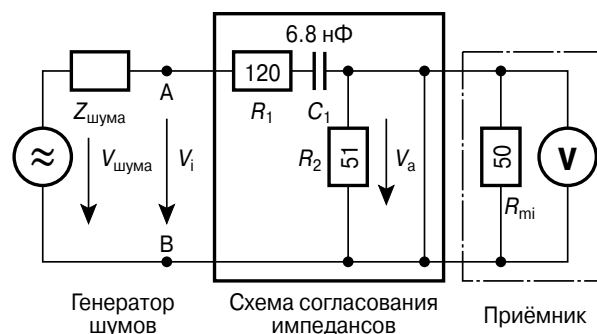 6.8 нФ
A
120
Zшума
R1
C1
Vшума
Vi
R2
51
Va
50
V
Rmi
B
Генератор
шумов
Схема согласования
импедансов
Приёмник